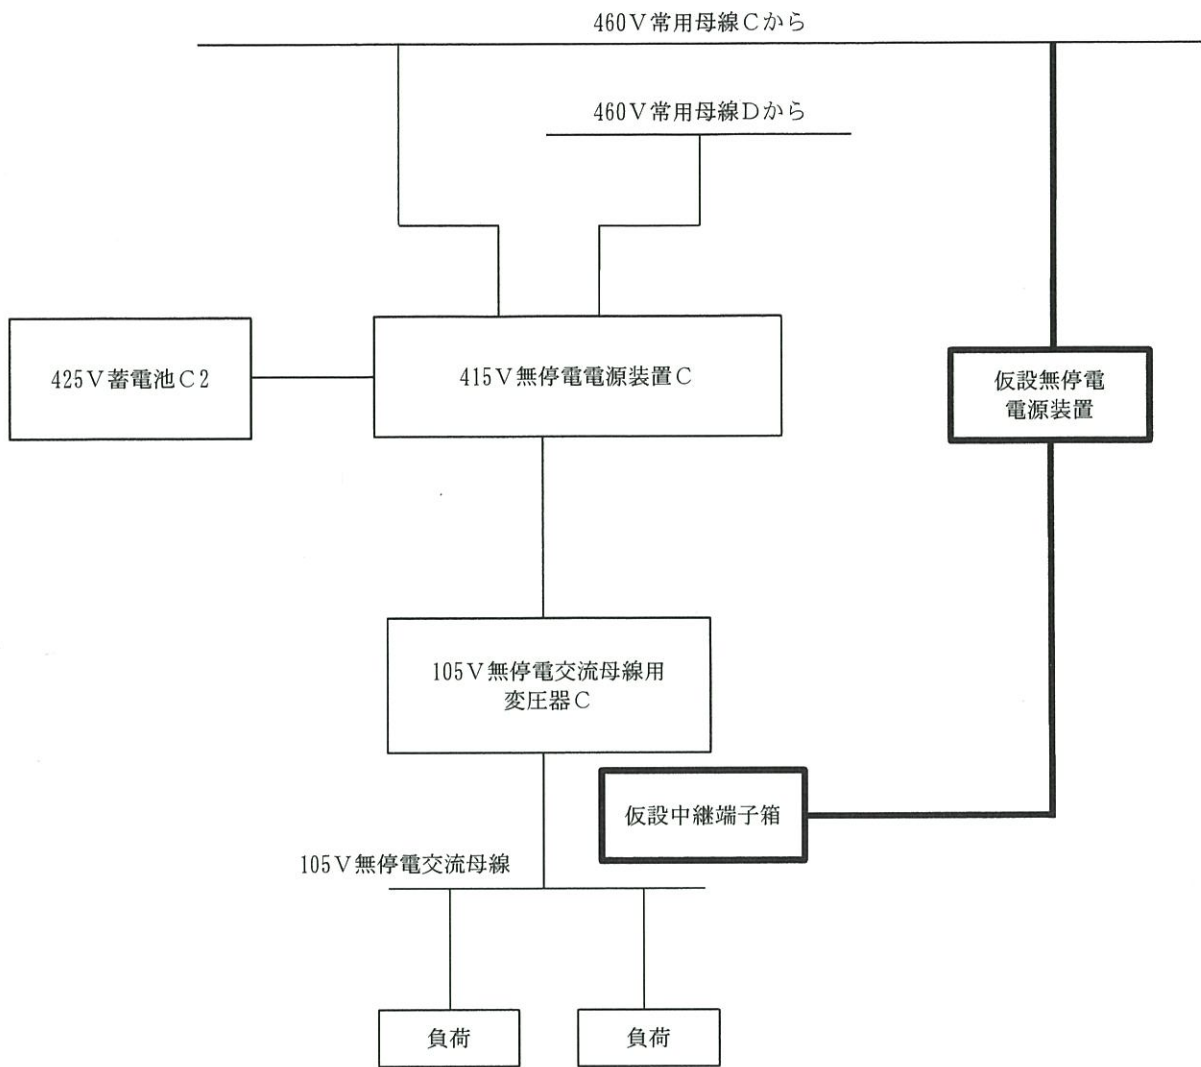 460V常用母線Cから
460V常用母線Dから
425V蓄電池C2
415V無停電電源装置C
仮設無停電
電源装置
105V無停電交流母線用
変圧器C
仮設中継端子箱
105V無停電交流母線
負荷
負荷